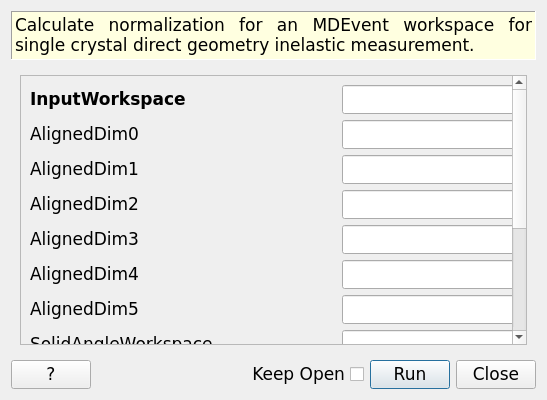 Calculate normalization for an MDEvent workspace for
single crystal direct geometry inelastic measurement.
InputWorkspace
AlignedDim0
AlignedDim1
AlignedDim2
AlignedDim3
AlignedDim4
AlignedDim5
SolidAngleWorkspace
? Keep Open Run Close